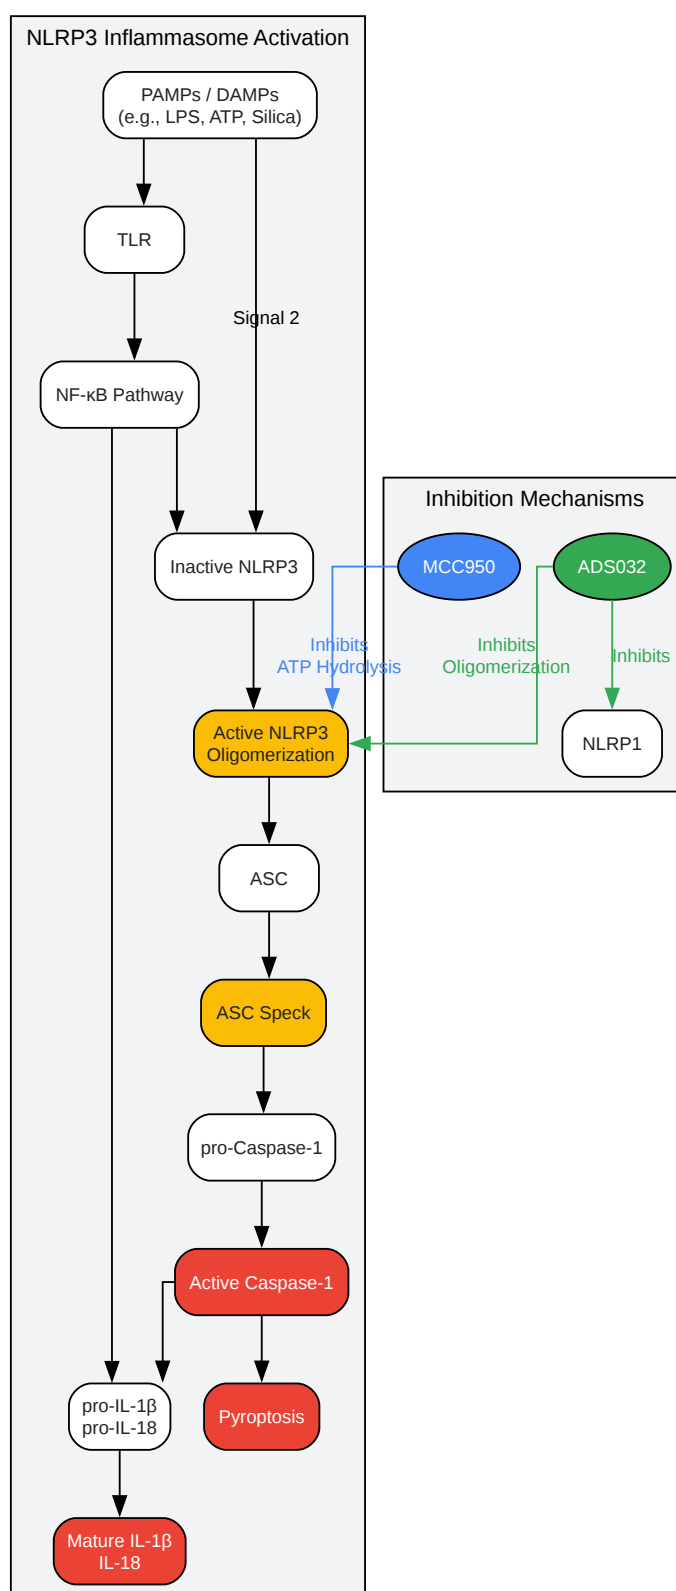 NLRP3 Inflammasome Activation
PAMPs / DAMPs
(e.g., LPS, ATP, Silica)
TLR
Signal 2
NF-κB Pathway
Inhibition Mechanisms
Inactive NLRP3
MCC950
ADS032
Inhibits
ATP Hydrolysis
Inhibits
Oligomerization
Inhibits
Active NLRP3
Oligomerization
NLRP1
ASC
ASC Speck
pro-Caspase-1
Active Caspase-1
pro-IL-1β
pro-IL-18
Pyroptosis
Mature IL-1β
IL-18